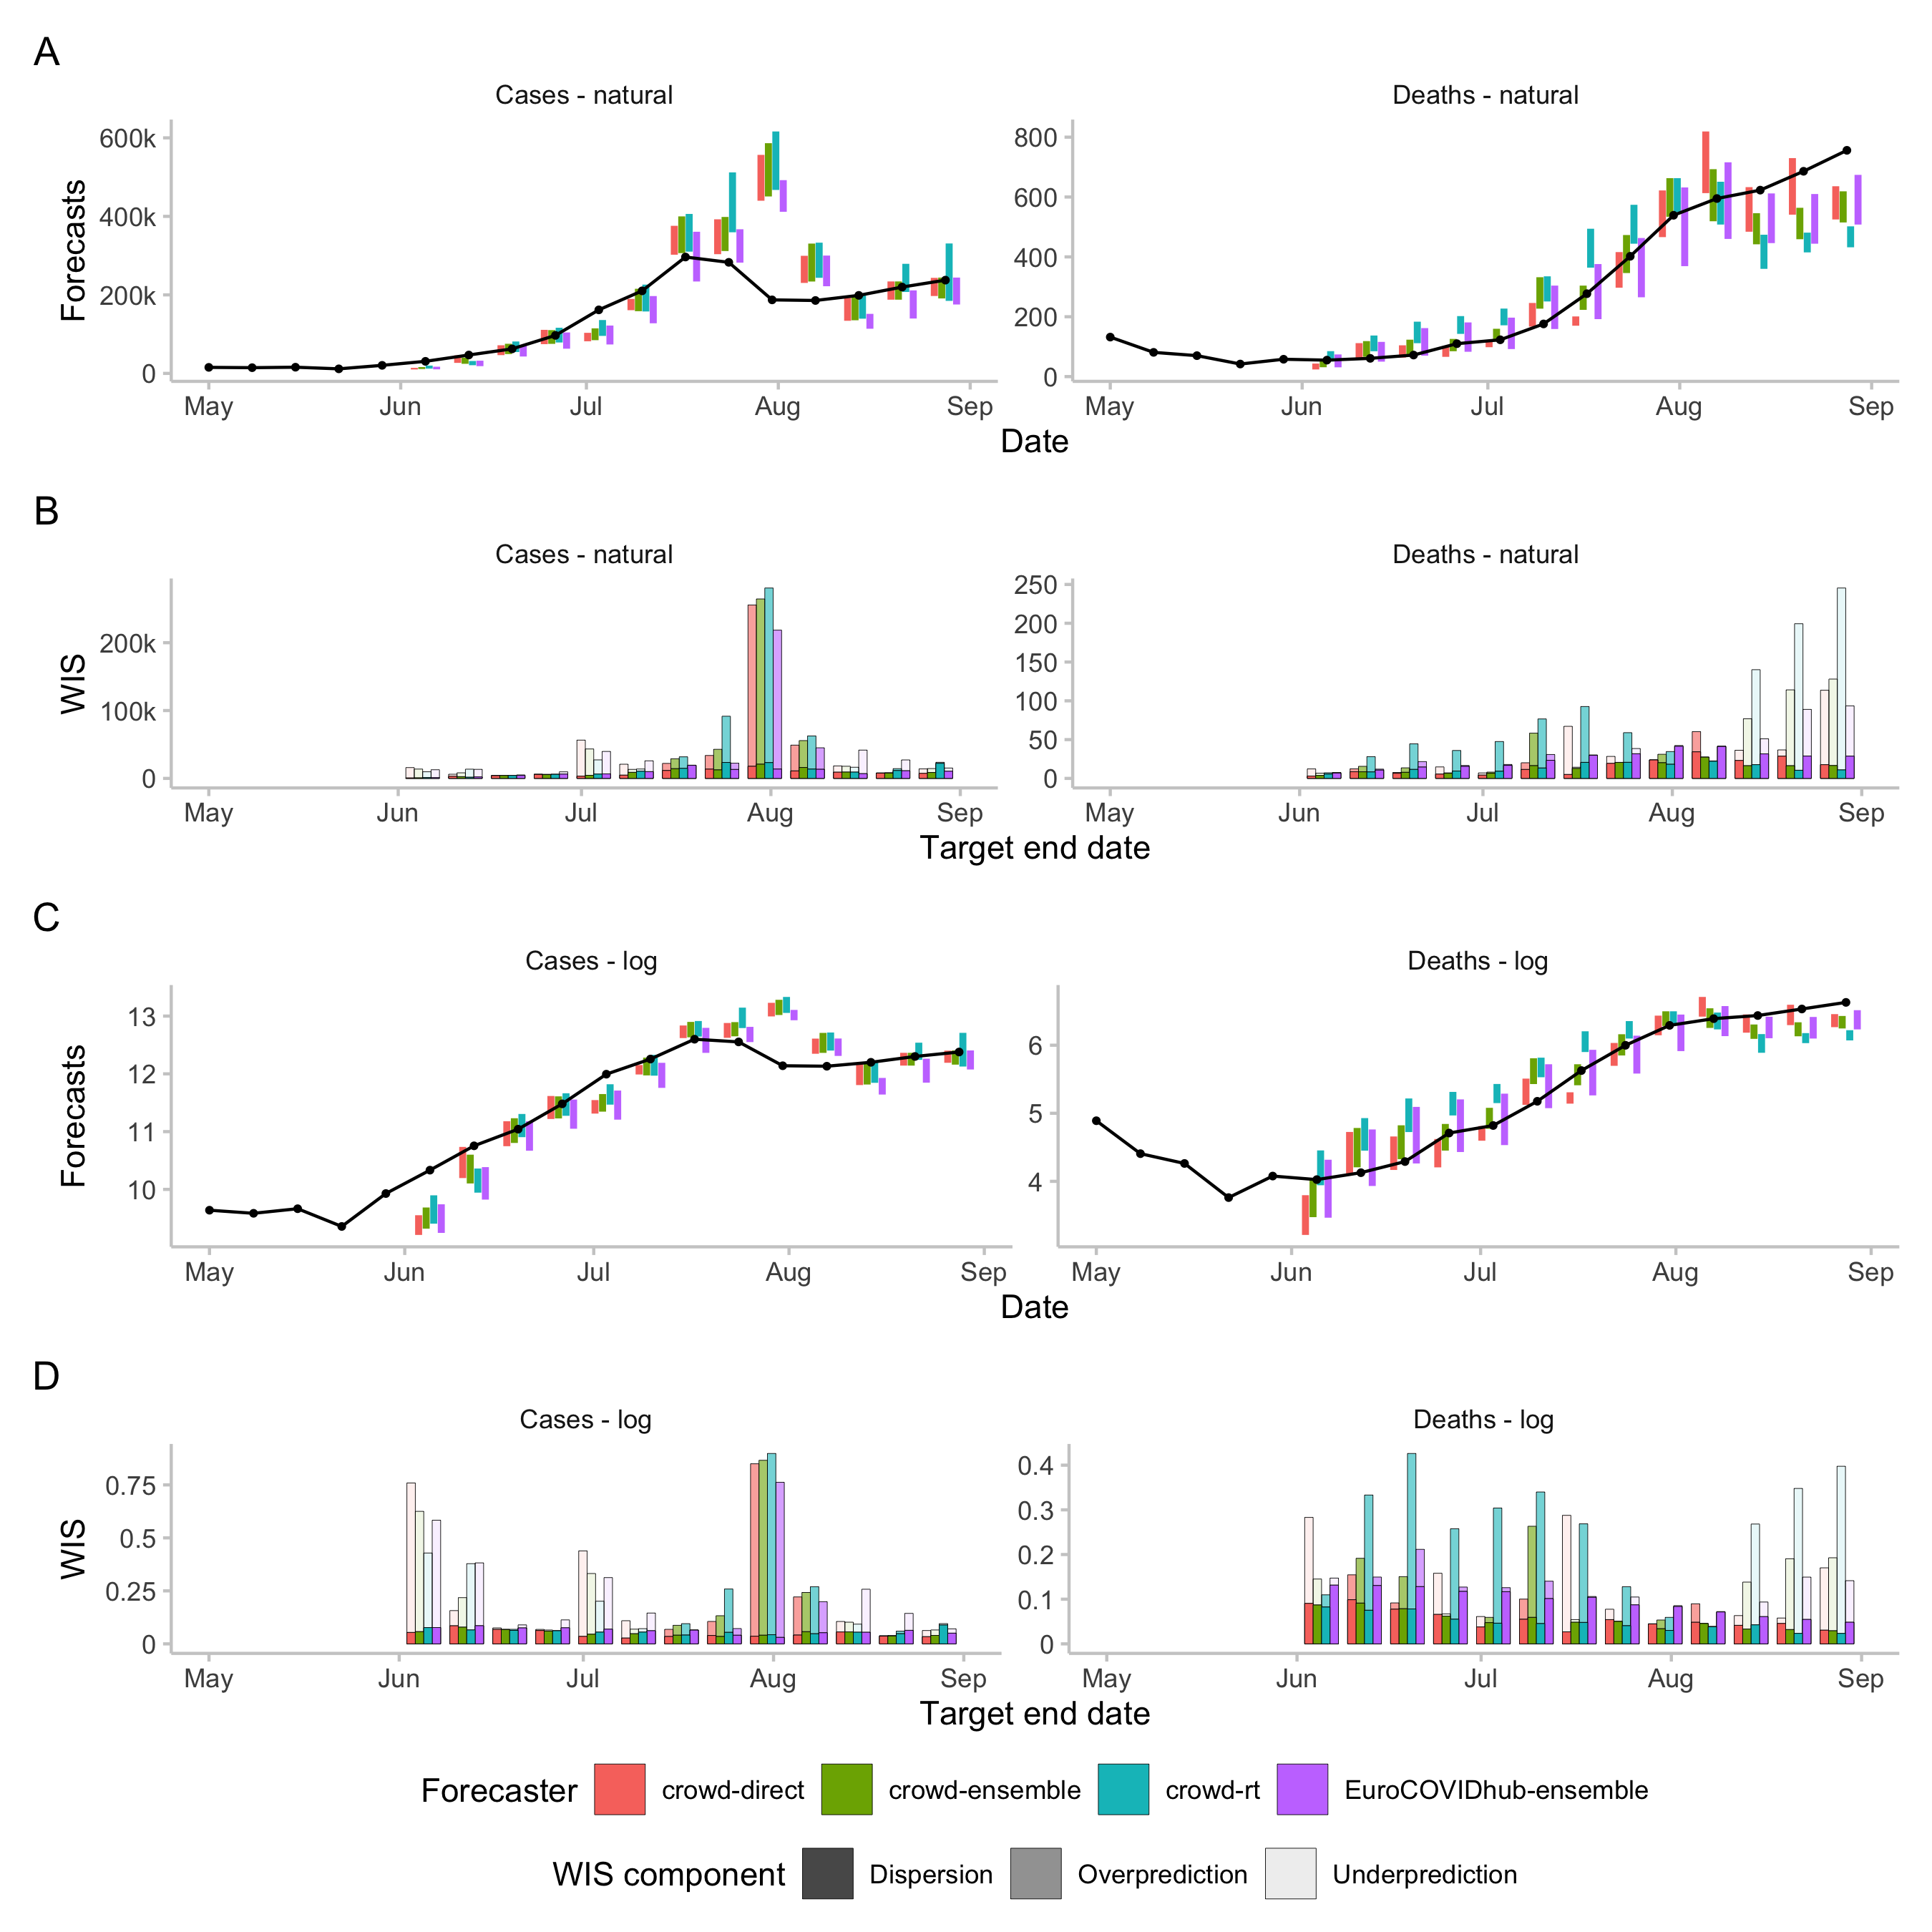 A
Cases - natural
Deaths - natural
Forecasts
600k
400k
200k
0
800
600
400
200
0
May Jun Jul Aug Sep
May Jun Jul Aug Sep
Date
B
Cases - natural
Deaths - natural
WIS
200k
100k
0
250
200
150
100
50
0
May Jun Jul Aug Sep
May Jun Jul Aug Sep
Target end date
C
Cases - log
Deaths - log
Forecasts
13
12
11
10
6
5
4
May Jun Jul Aug Sep
May Jun Jul Aug Sep
Date
D
Cases - log
Deaths - log
WIS
0.75
0.5
0.25
0
0.4
0.3
0.2
0.1
0
May Jun Jul Aug Sep
May Jun Jul Aug Sep
Target end date
Forecaster crowd-direct crowd-ensemble crowd-rt EuroCOVIDhub-ensemble
WIS component Dispersion Overprediction Underprediction